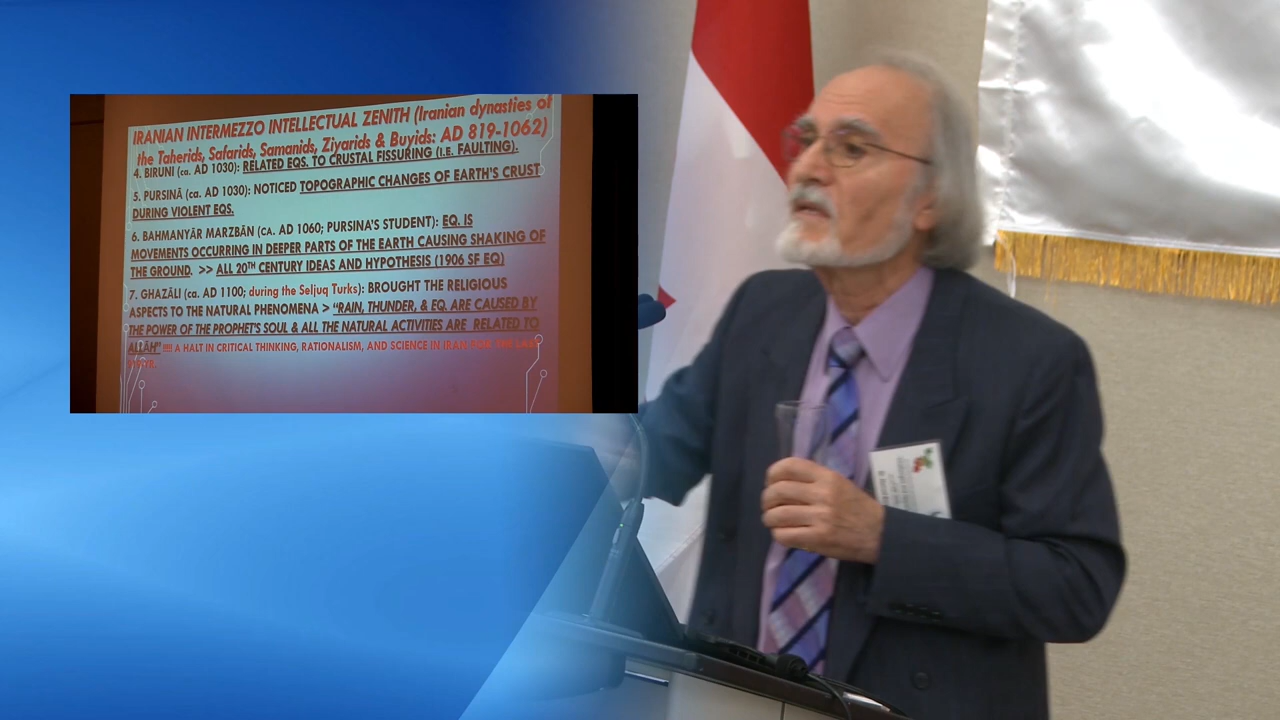 IRANIAN INTERMEZZO INTELLECTUAL ZENITH (Iranian dynasties of
the Taherids, Safarids, Samanids, Ziyarids & Buyids: AD 819-1062)
4. BIRUNI (ca. AD 1030): RELATED EQS. TO CRUSTAL FISSURING (I.E. FAULTING).
5. PURSINĀ (ca. AD 1030): NOTICED TOPOGRAPHIC CHANGES OF EARTH'S CRUST
DURING VIOLENT EQS.
6. BAHMANYĀR MARZBĀN (CA. AD 1060; PURSINA'S STUDENT): EQ. IS
MOVEMENTS OCCURRING IN DEEPER PARTS OF THE EARTH CAUSING SHAKING OF
THE GROUND. >> ALL 20TH CENTURY IDEAS AND HYPOTHESIS (1906 SF EQ)
7. GHAZĀLI (ca. AD 1100; during the Seljuq Turks): BROUGHT THE RELIGIOUS
ASPECTS TO THE NATURAL PHENOMENA > "RAIN, THUNDER, & EQ. ARE CAUSED BY
THE POWER OF THE PROPHET'S SOUL & ALL THE NATURAL ACTIVITIES ARE RELATED TO
ALLĀH" !!!! A HALT IN CRITICAL THINKING, RATIONALISM, AND SCIENCE IN IRAN FOR THE LAST